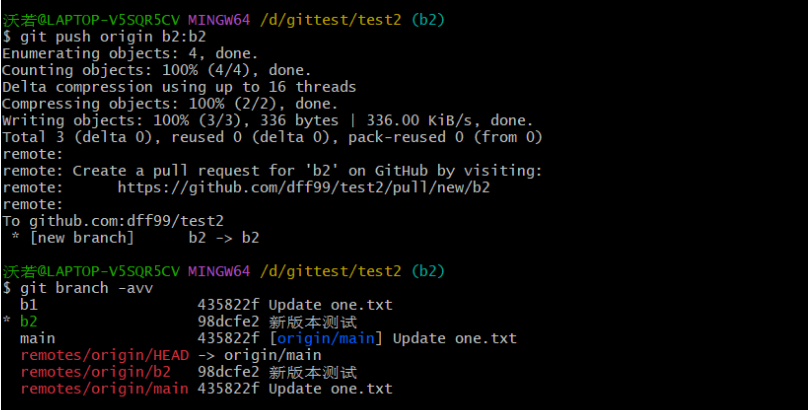 沃若@LAPTOP-V5SQR5CV MINGW64 /d/gittest/test2 (b2)
$ git push origin b2:b2
Enumerating objects: 4, done.
Counting objects: 100% (4/4), done.
Delta compression using up to 16 threads
Compressing objects: 100% (2/2), done.
Writing objects: 100% (3/3), 336 bytes | 336.00 KiB/s, done.
Total 3 (delta 0), reused 0 (delta 0), pack-reused 0 (from 0)
remote:
remote: Create a pull request for 'b2' on GitHub by visiting:
remote:      https://github.com/dff99/test2/pull/new/b2
remote:
To github.com:dff99/test2
 * [new branch]      b2 -> b2
沃若@LAPTOP-V5SQR5CV MINGW64 /d/gittest/test2 (b2)
$ git branch -avv
  b1                  435822f Update one.txt
* b2                  98dcfe2 新版本测试
  main                435822f [origin/main] Update one.txt
  remotes/origin/HEAD -> origin/main
  remotes/origin/b2   98dcfe2 新版本测试
  remotes/origin/main 435822f Update one.txt